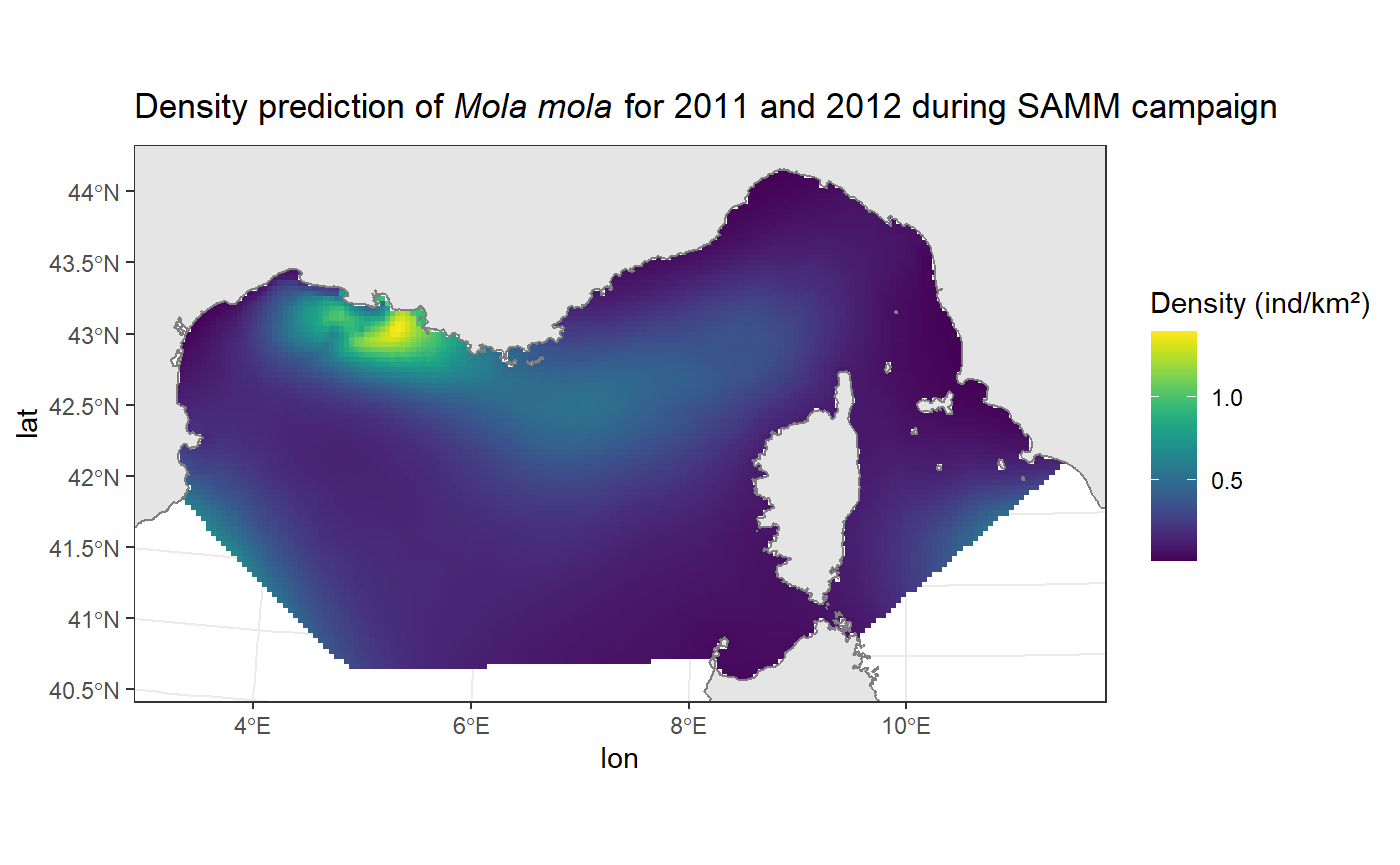 Density prediction of Mola mola for 2011 and 2012 during SAMM campaign
44°N
43.5°N
43°N
42.5°N
42°N
41.5°N
41°N
40.5°N
lat
4°E
6°E
8°E
10°E
lon
Density (ind/km²)
1.0
0.5